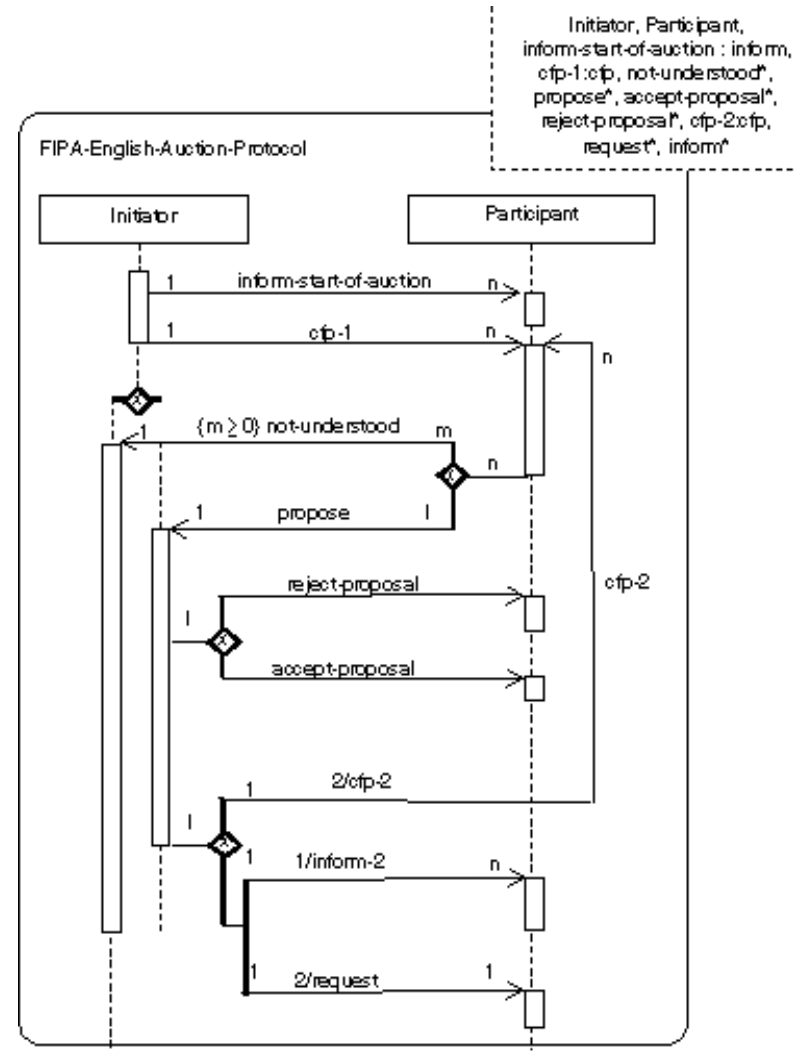 Initiator, Participant,
inform-start-of-auction : inform,
cfp-1:cfp, not-understood*,
propose*, accept-proposal*,
reject-proposal*, cfp-2:cfp,
request*, inform*
FIPA-English-Auction-Protocol
Initiator
Participant
1 inform-start-of-auction n
1 cfp-1 n
n
x
1 {m ≥ 0} not-understood m
x n
1 propose l
reject-proposal
cfp-2
l
x
accept-proposal
1 2/cfp-2
l
x
1 1/inform-2 n
1 2/request 1